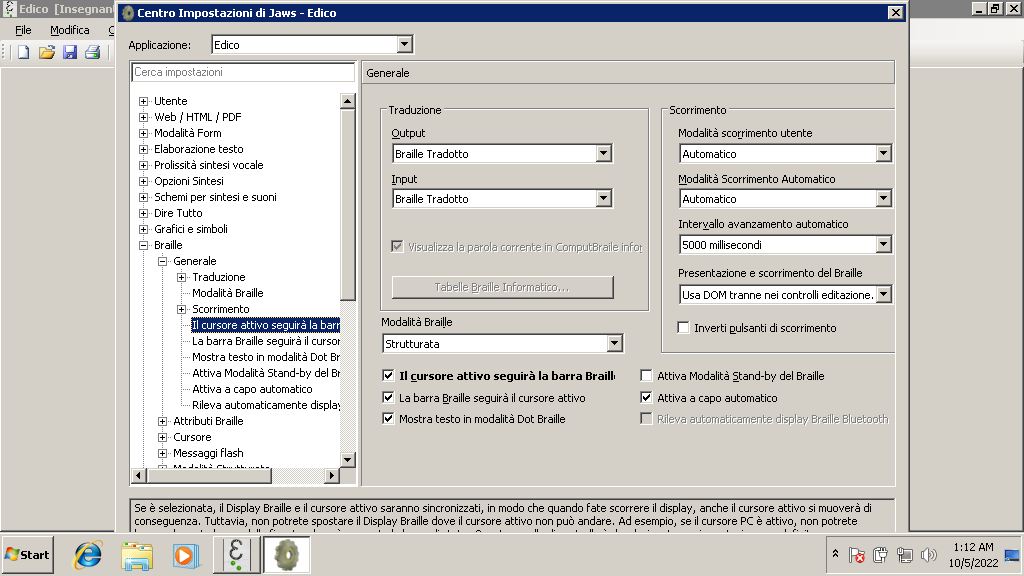 Edico [Insegnant
Centro Impostazioni di Jaws - Edico
File Modifica
Applicazione: Edico
Cerca impostazioni
Utente
Web / HTML / PDF
Modalità Form
Elaborazione testo
Prolissità sintesi vocale
Opzioni Sintesi
Schemi per sintesi e suoni
Dire Tutto
Grafici e simboli
Braille
Generale
Traduzione
Modalità Braille
Scorrimento
Il cursore attivo seguirà la barr
La barra Braille seguirà il cursor
Mostra testo in modalità Dot Br
Attiva Modalità Stand-by del Br
Attiva a capo automatico
Rileva automaticamente display
Attributi Braille
Cursore
Messaggi flash
Modalità Strutturata
Generale
Traduzione
Output
Braille Tradotto
Input
Braille Tradotto
Visualizza la parola corrente in ComputBraile infor
Tabelle Braille Informatico...
Modalità Braille
Strutturata
Il cursore attivo seguirà la barra Braille
La barra Braille seguirà il cursore attivo
Mostra testo in modalità Dot Braille
Scorrimento
Modalità scorrimento utente
Automatico
Modalità Scorrimento Automatico
Automatico
Intervallo avanzamento automatico
5000 millisecondi
Presentazione e scorrimento del Braille
Usa DOM tranne nei controlli editazione.
Inverti pulsanti di scorrimento
Attiva Modalità Stand-by del Braille
Attiva a capo automatico
Rileva automaticamente display Braille Bluetooth
Se è selezionata, il Display Braille e il cursore attivo saranno sincronizzati, in modo che quando fate scorrere il display, anche il cursore attivo si muoverà di
conseguenza. Tuttavia, non potrete spostare il Display Braille dove il cursore attivo non può andare. Ad esempio, se il cursore PC è attivo, non potrete
Start
1:12 AM
10/5/2022